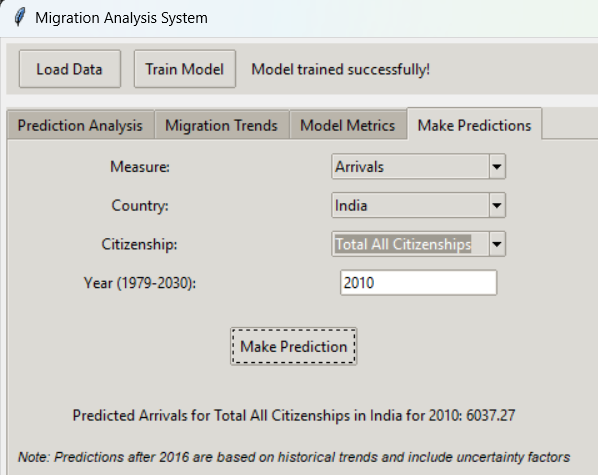 Migration Analysis System
Load Data Train Model Model trained successfully!
Prediction Analysis Migration Trends Model Metrics Make Predictions
Measure: Arrivals
Country: India
Citizenship: Total All Citizenships
Year (1979-2030): 2010
Make Prediction
Predicted Arrivals for Total All Citizenships in India for 2010: 6037.27
Note: Predictions after 2016 are based on historical trends and include uncertainty factors